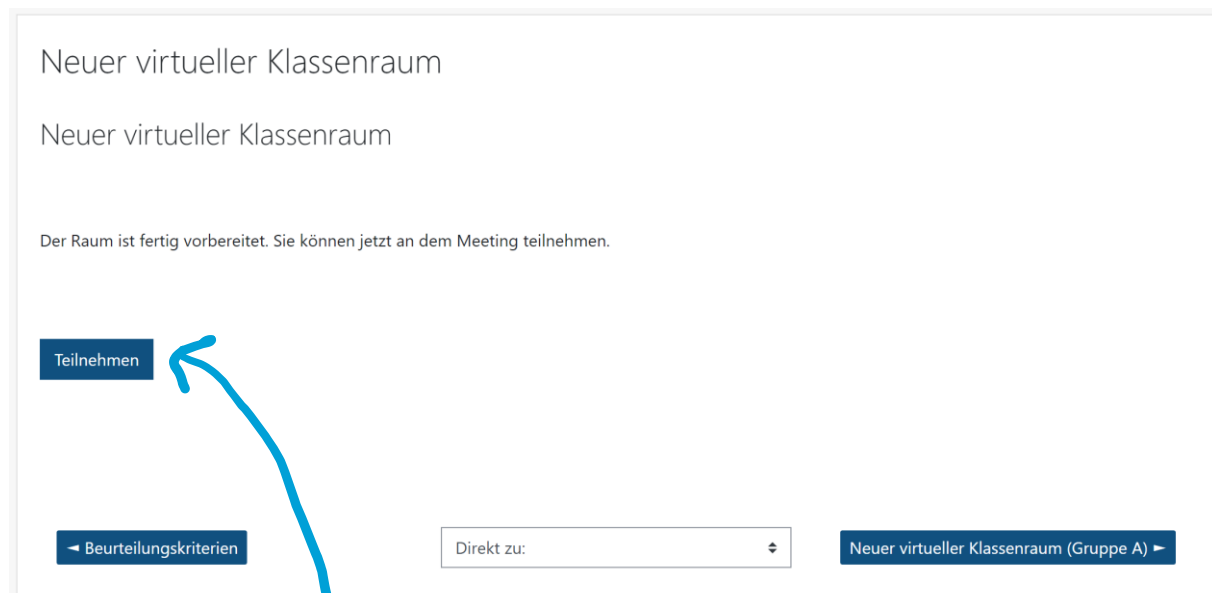 Neuer virtueller Klassenraum
Neuer virtueller Klassenraum
Der Raum ist fertig vorbereitet. Sie können jetzt an dem Meeting teilnehmen.
Teilnehmen
◄ Beurteilungskriterien
Direkt zu:
Neuer virtueller Klassenraum (Gruppe A) ►